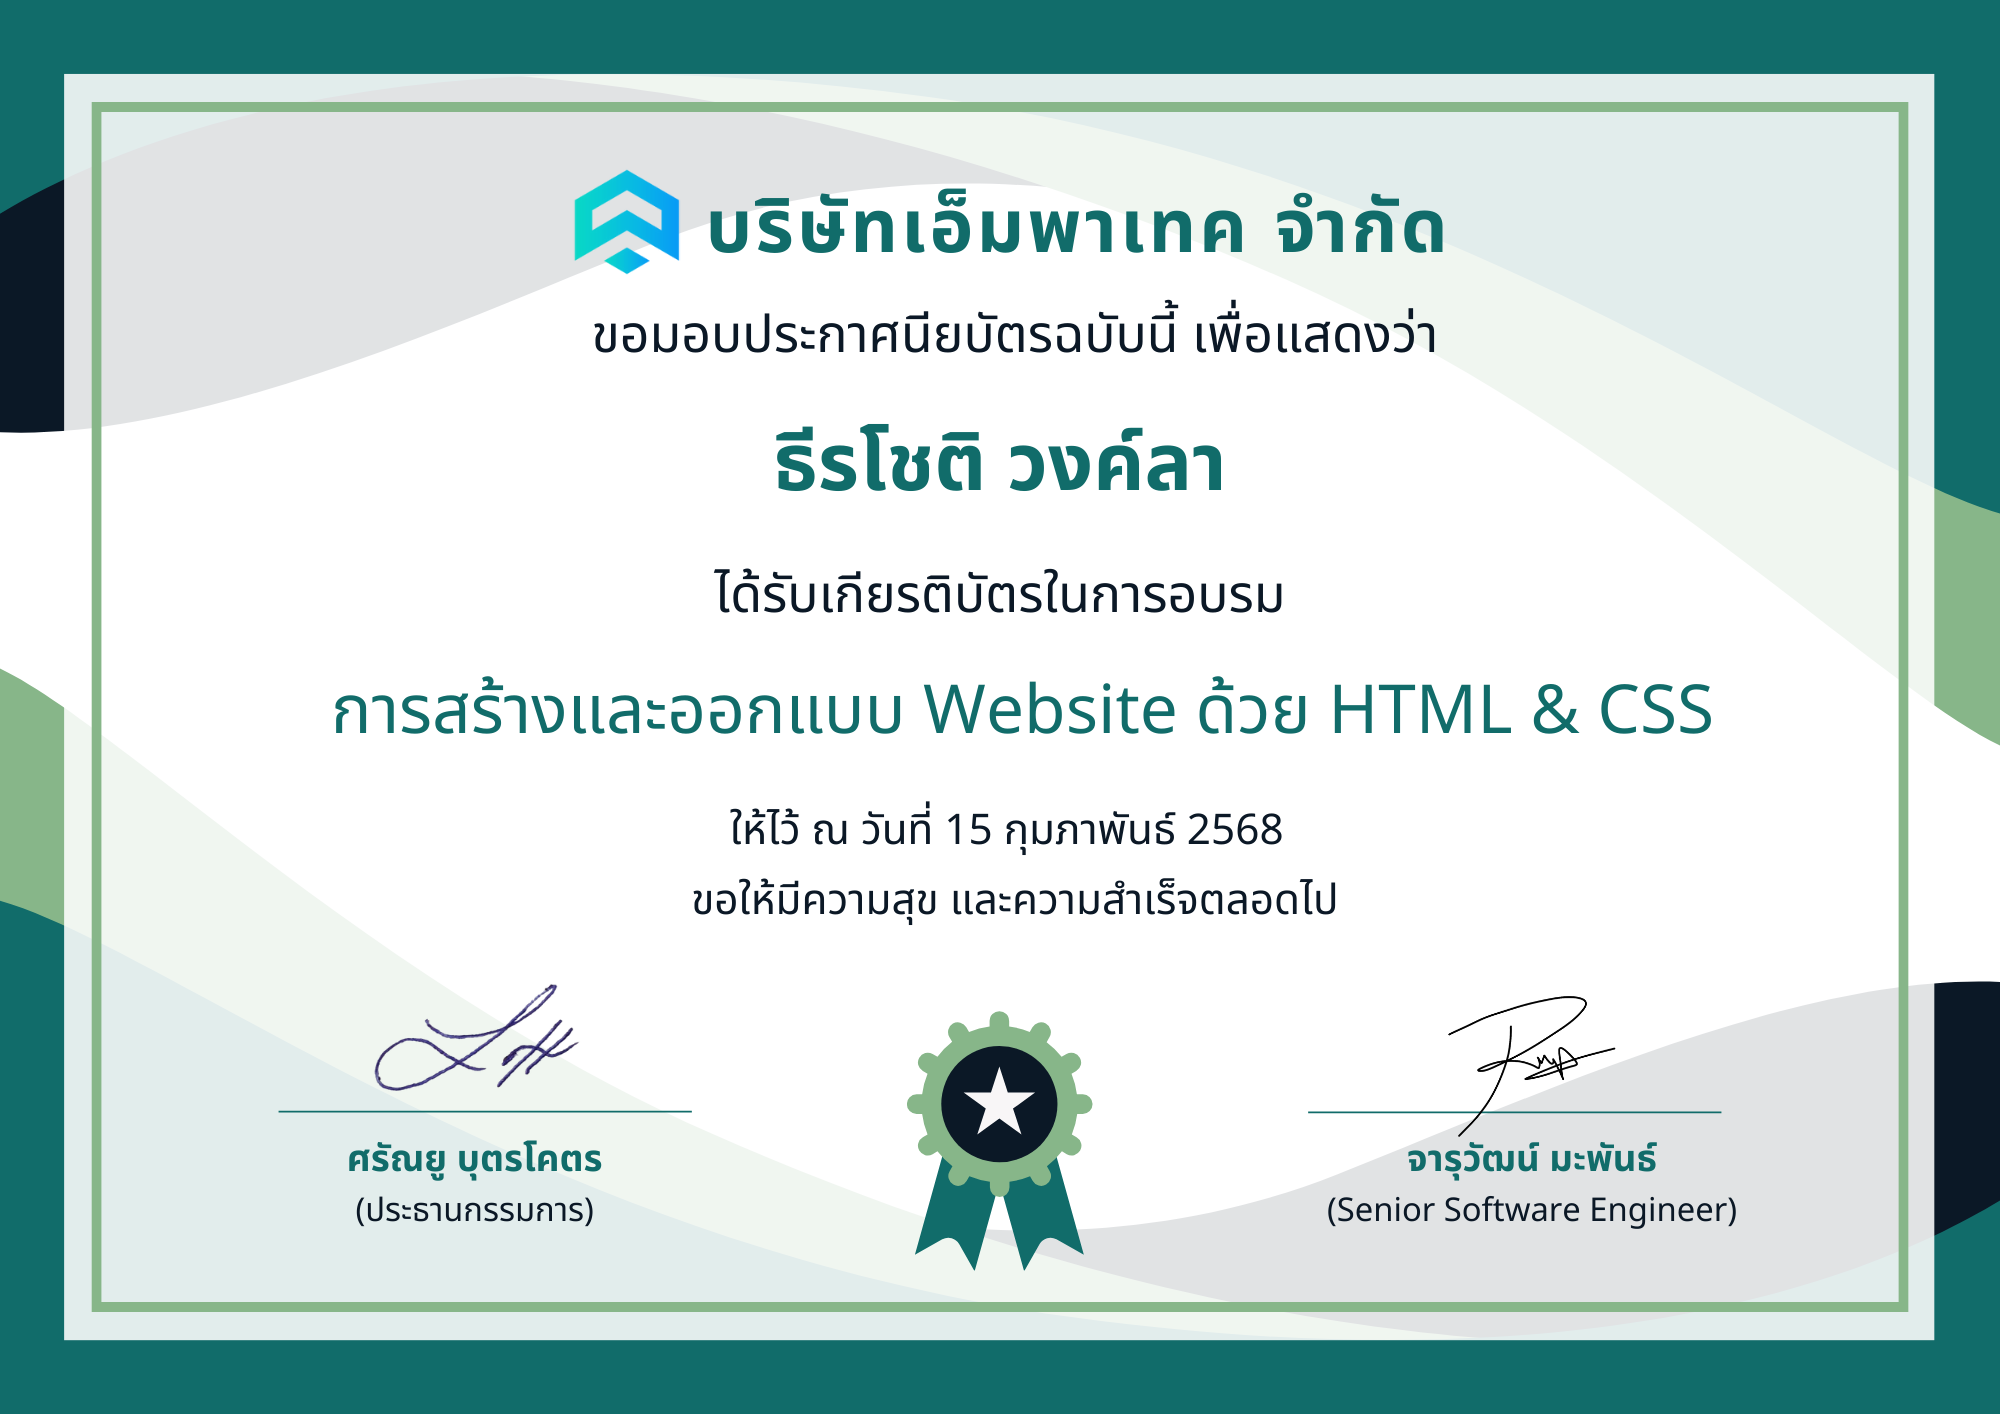 บริษัทเอ็มพาเทค จำกัด
ขอมอบประกาศนียบัตรฉบับนี้ เพื่อแสดงว่า
ธีรโชติ วงค์ลา
ได้รับเกียรติบัตรในการอบรม
การสร้างและออกแบบ Website ด้วย HTML & CSS
ให้ไว้ ณ วันที่ 15 กุมภาพันธ์ 2568
ขอให้มีความสุข และความสำเร็จตลอดไป
ศรัณยู บุตรโคตร
(ประธานกรรมการ)
จารุวัฒน์ มะพันธ์
(Senior Software Engineer)